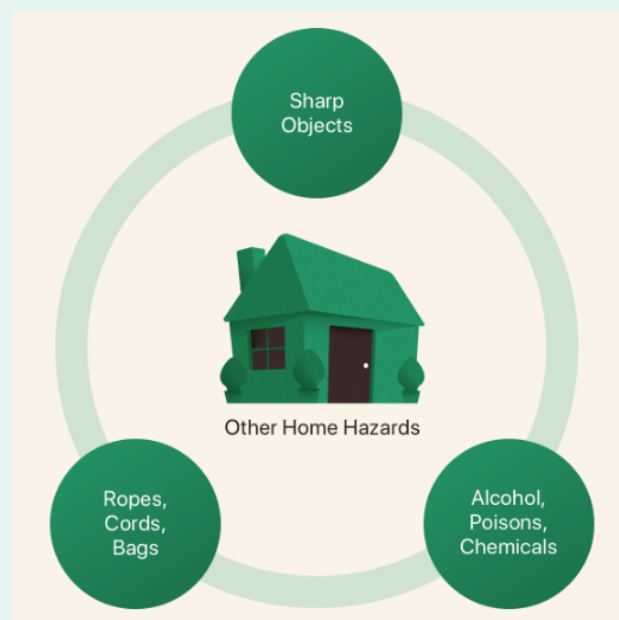 Sharp
Objects
Other Home Hazards
Ropes,
Cords,
Bags
Alcohol,
Poisons,
Chemicals